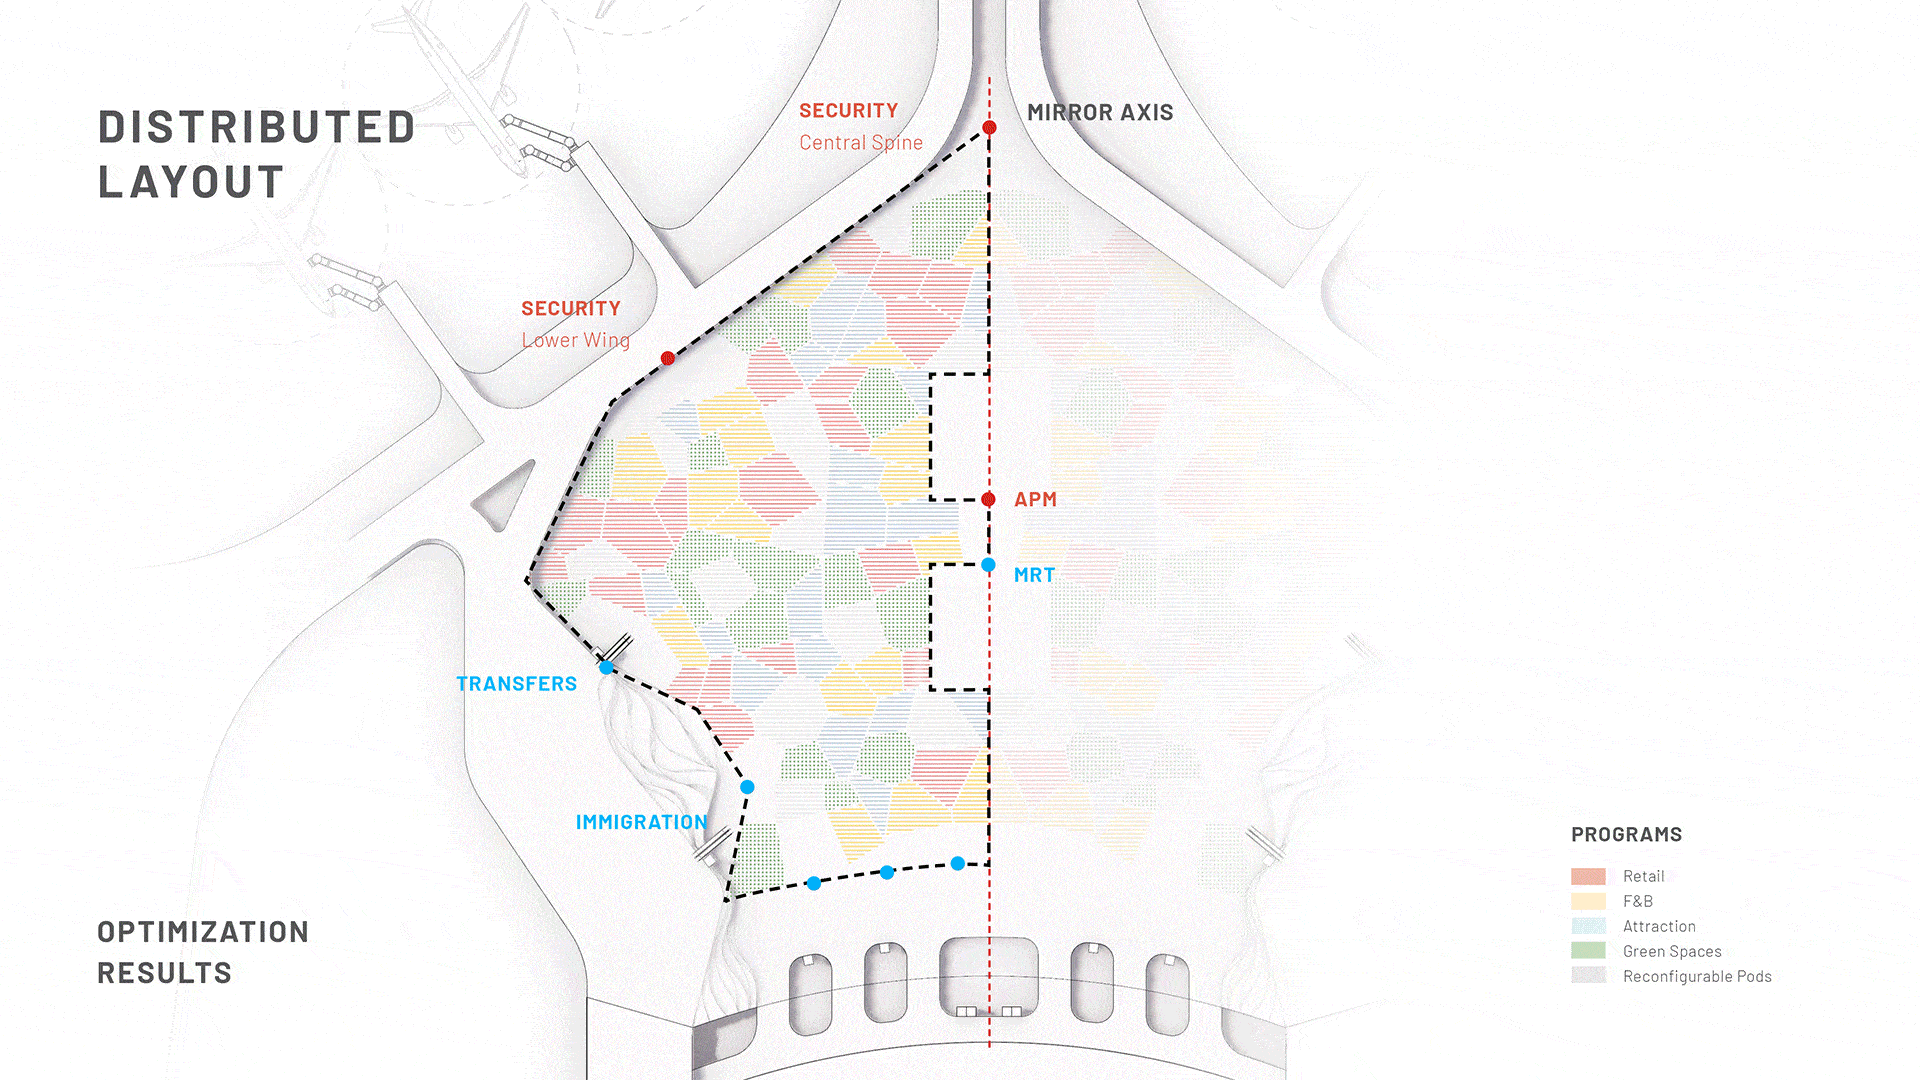 DISTRIBUTED
LAYOUT
SECURITY
Central Spine
MIRROR AXIS
SECURITY
Lower Wing
APM
MRT
TRANSFERS
IMMIGRATION
OPTIMIZATION
RESULTS
PROGRAMS
Retail
F&B
Attraction
Green Spaces
Reconfigurable Pods